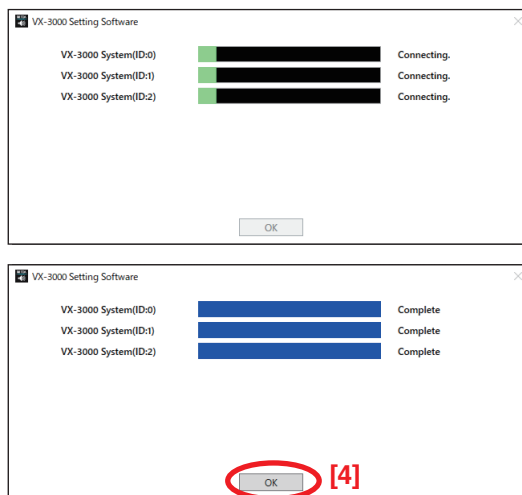 VX-3000 Setting Software
VX-3000 System(ID:0) Connecting.
VX-3000 System(ID:1) Connecting.
VX-3000 System(ID:2) Connecting.
OK
VX-3000 Setting Software
VX-3000 System(ID:0) Complete
VX-3000 System(ID:1) Complete
VX-3000 System(ID:2) Complete
OK [4]